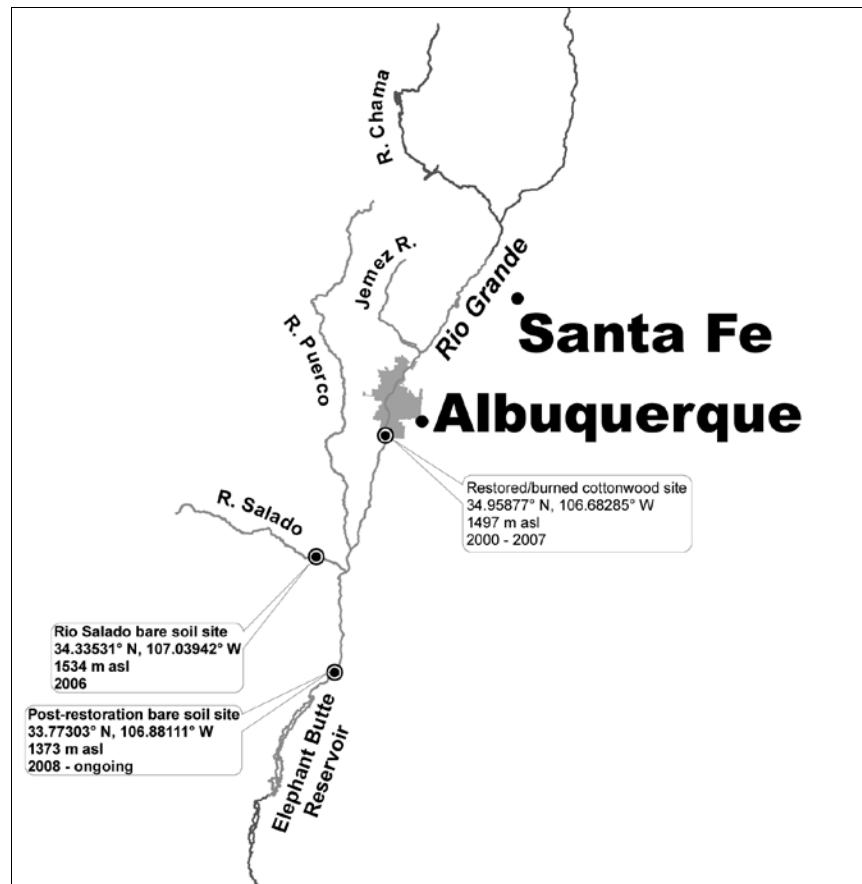 R. Chama
Jemez R.
Rio Grande
Santa Fe
R. Puerco
Albuquerque
Restored/burned cottonwood site
34.95877° N, 106.68285° W
1497 m asl
2000 - 2007
R. Salado
Rio Salado bare soil site
34.33531° N, 107.03942° W
1534 m asl
2006
Post-restoration bare soil site
33.77303° N, 106.88111° W
1373 m asl
2008 - ongoing
Elephant Butte
Reservoir